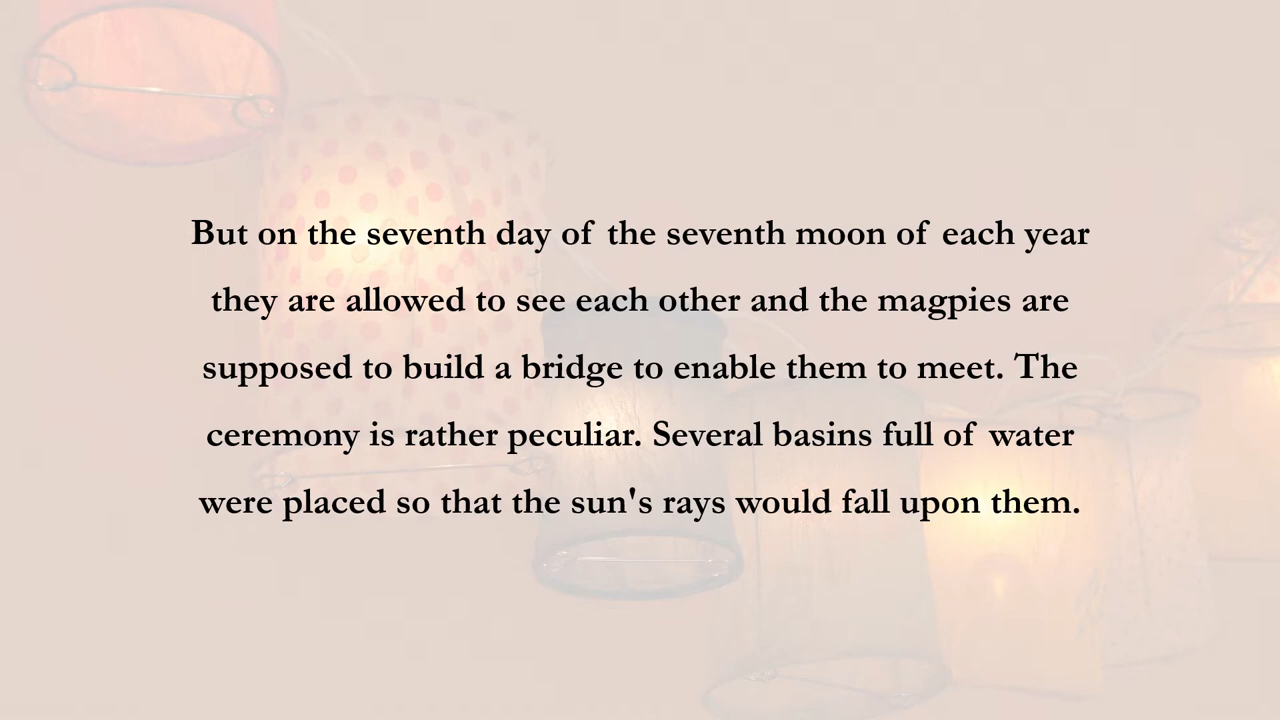 But on the seventh day of the seventh moon of each year
they are allowed to see each other and the magpies are
supposed to build a bridge to enable them to meet. The
ceremony is rather peculiar. Several basins full of water
were placed so that the sun's rays would fall upon them.